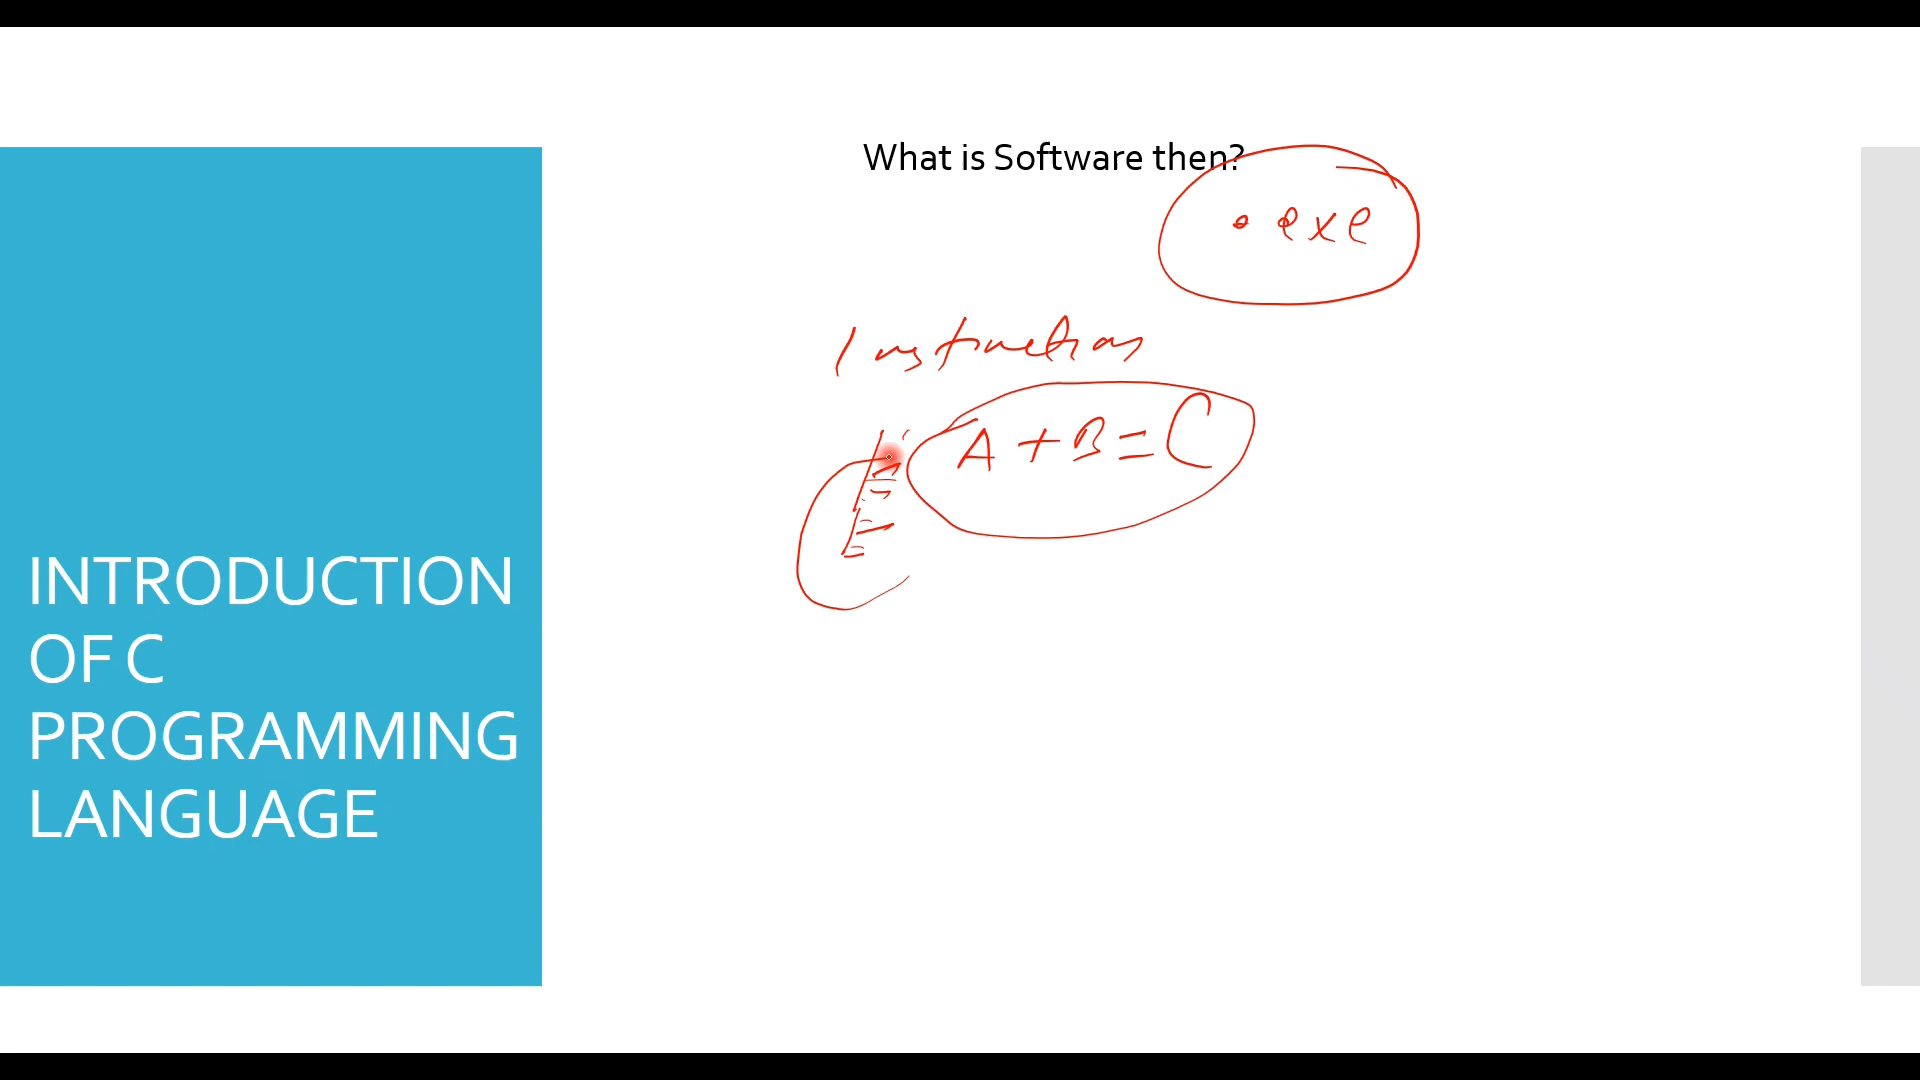 What is Software then?
. exe
Instructions
A + B = C
INTRODUCTION
OF C
PROGRAMMING
LANGUAGE